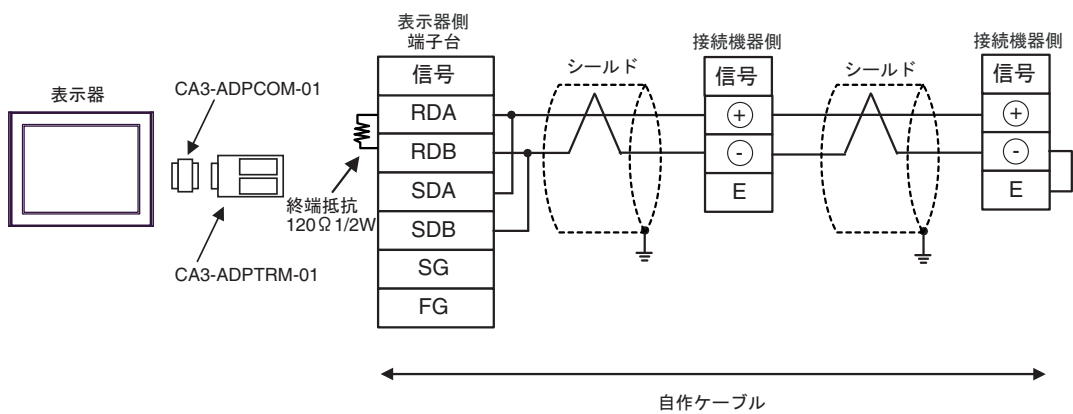 表示器
CA3-ADPCOM-01
CA3-ADPTRM-01
終端抵抗
120Ω 1/2W
表示器側
端子台
信号
RDA
RDB
SDA
SDB
SG
FG
シールド
接続機器側
信号
+
-
E
シールド
接続機器側
信号
+
-
E
自作ケーブル